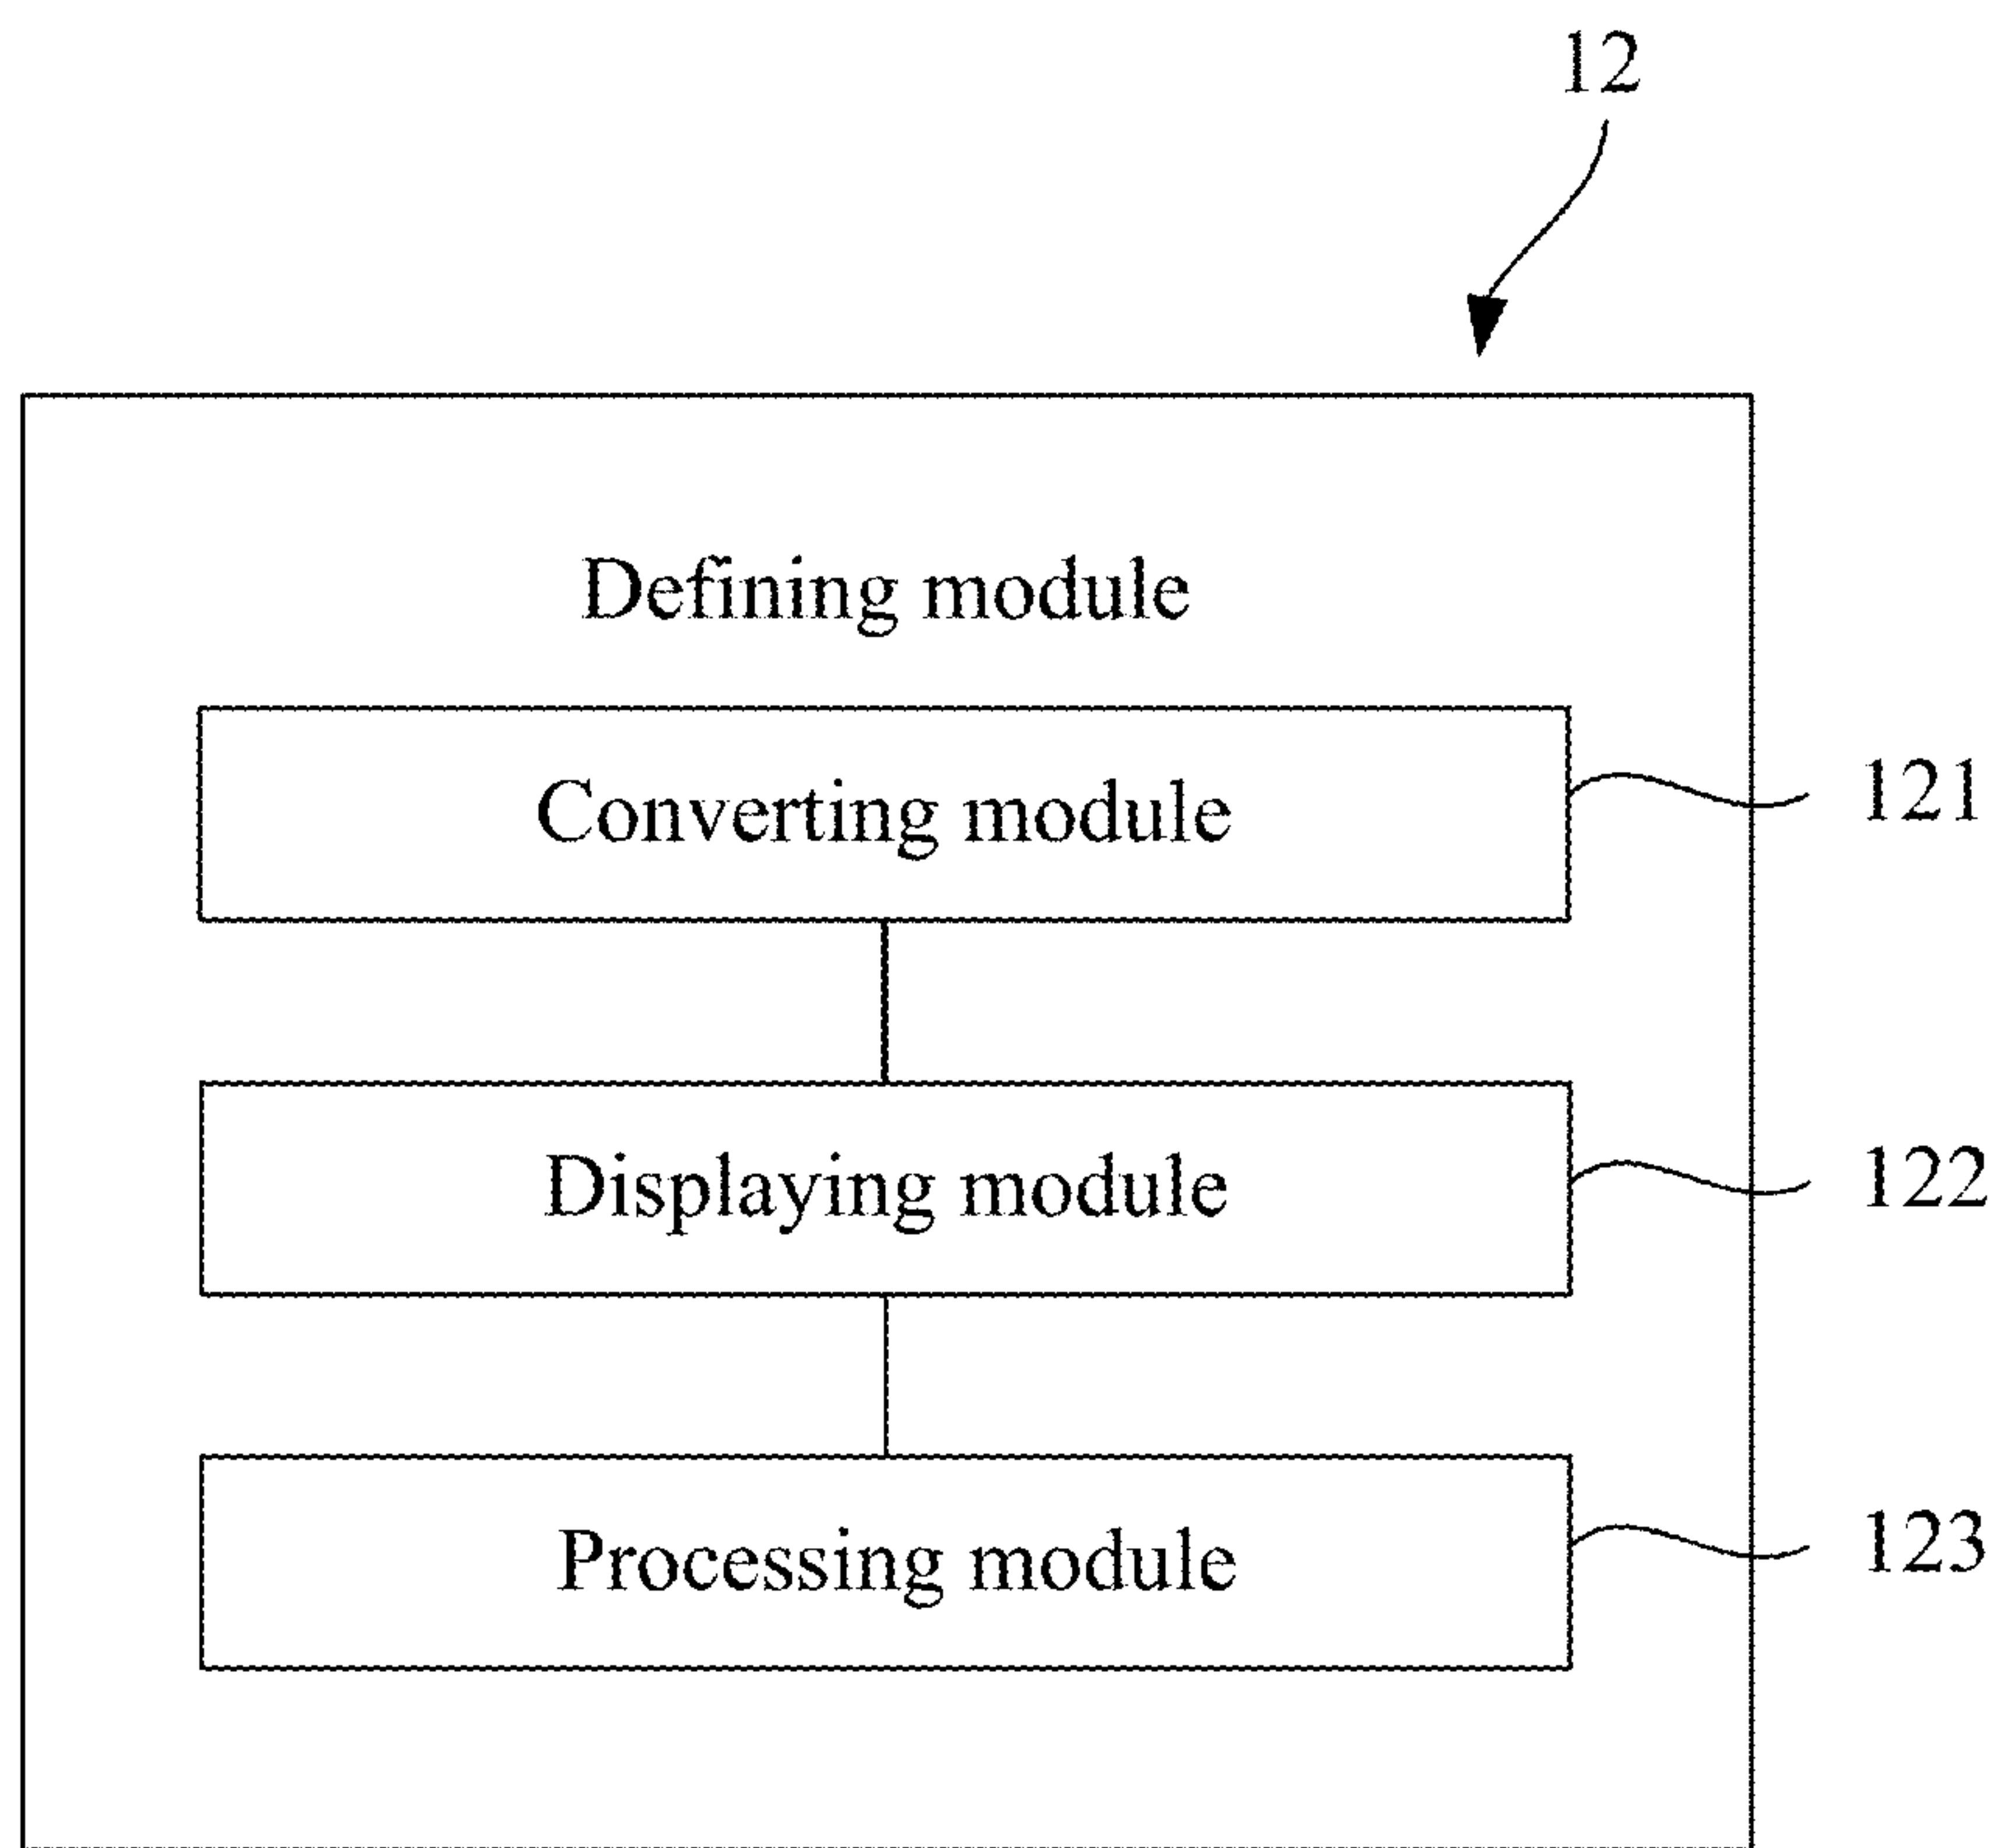 12
Defining module
Converting module
121
Displaying module
122
Processing module
123